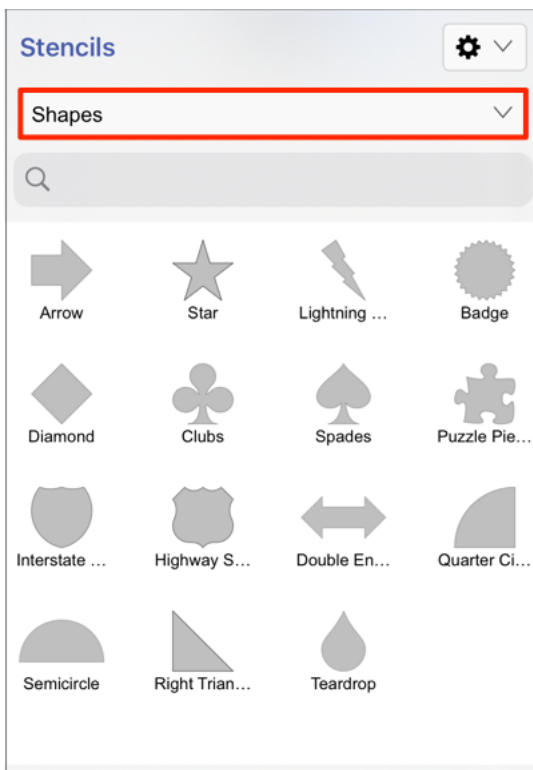 Stencils
Shapes
Arrow
Star
Lightning ...
Badge
Diamond
Clubs
Spades
Puzzle Pie...
Interstate ...
Highway S...
Double En...
Quarter Ci...
Semicircle
Right Trian...
Teardrop